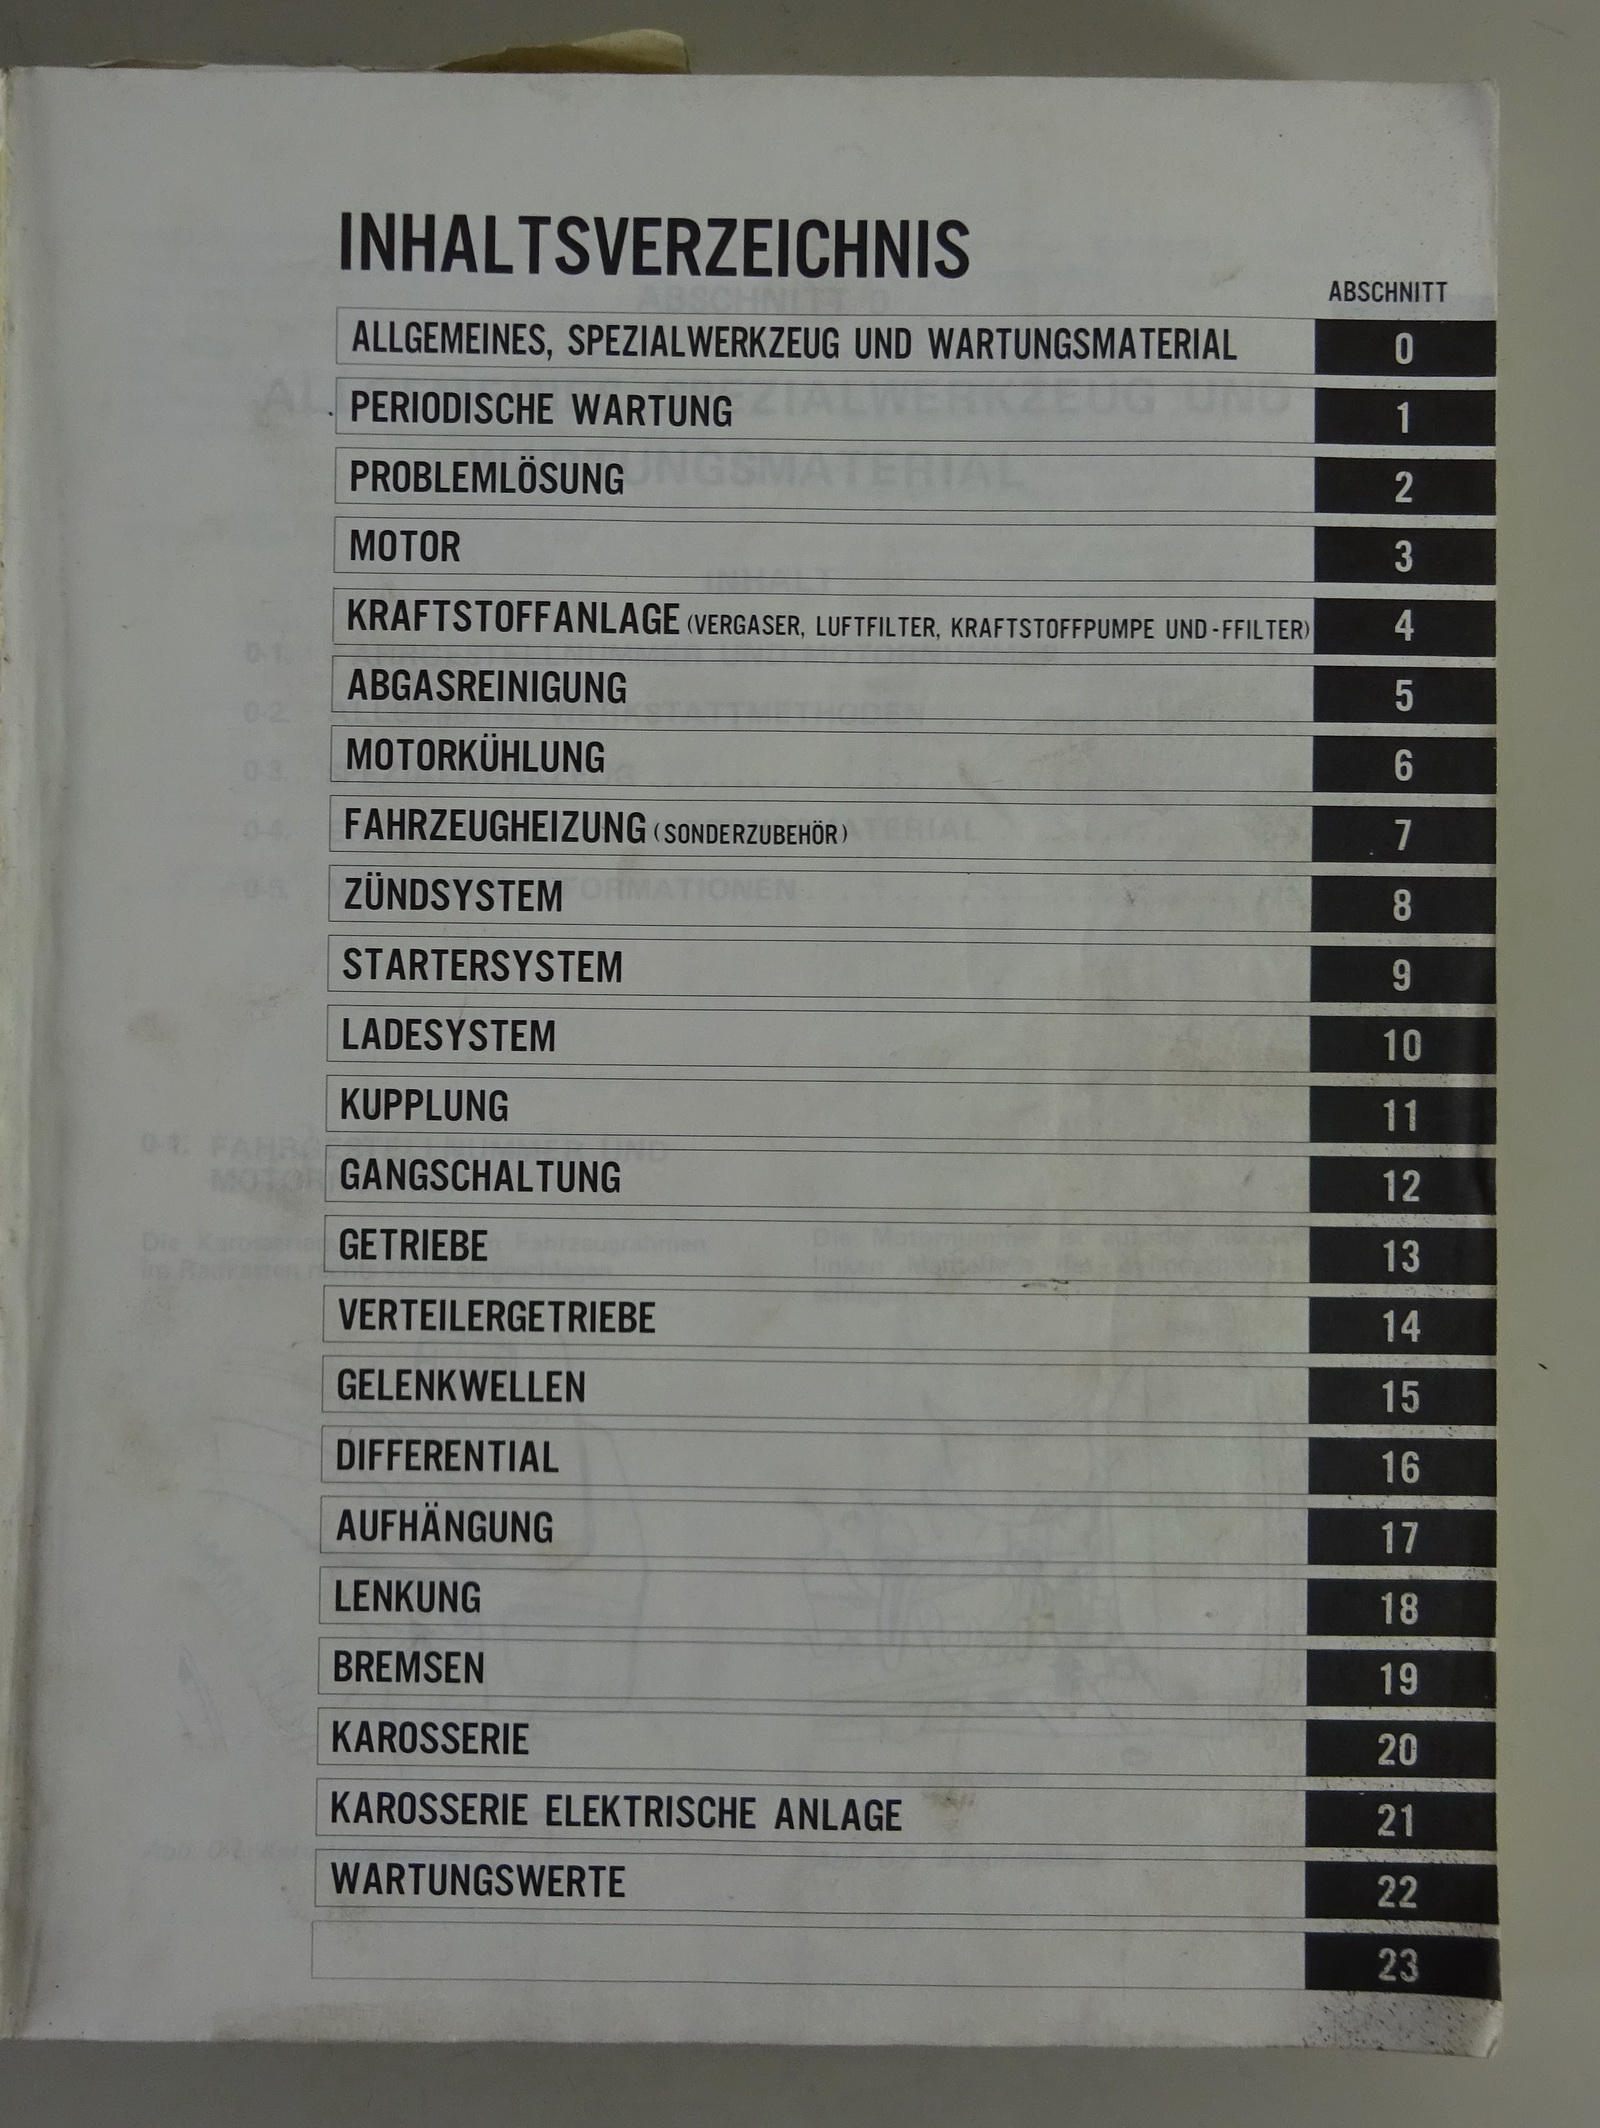 INHALTSVERZEICHNIS
ABSCHNITT
ALLGEMEINES, SPEZIALWERKZEUG UND WARTUNGSMATERIAL 0
PERIODISCHE WARTUNG 1
PROBLEMLÖSUNG 2
MOTOR 3
KRAFTSTOFFANLAGE (VERGASER, LUFTFILTER, KRAFTSTOFFPUMPE UND -FFILTER) 4
ABGASREINIGUNG 5
MOTORKÜHLUNG 6
FAHRZEUGHEIZUNG (SONDERZUBEHÖR) 7
ZÜNDSYSTEM 8
STARTERSYSTEM 9
LADESYSTEM 10
KUPPLUNG 11
GANGSCHALTUNG 12
GETRIEBE 13
VERTEILERGETRIEBE 14
GELENKWELLEN 15
DIFFERENTIAL 16
AUFHÄNGUNG 17
LENKUNG 18
BREMSEN 19
KAROSSERIE 20
KAROSSERIE ELEKTRISCHE ANLAGE 21
WARTUNGSWERTE 22
23